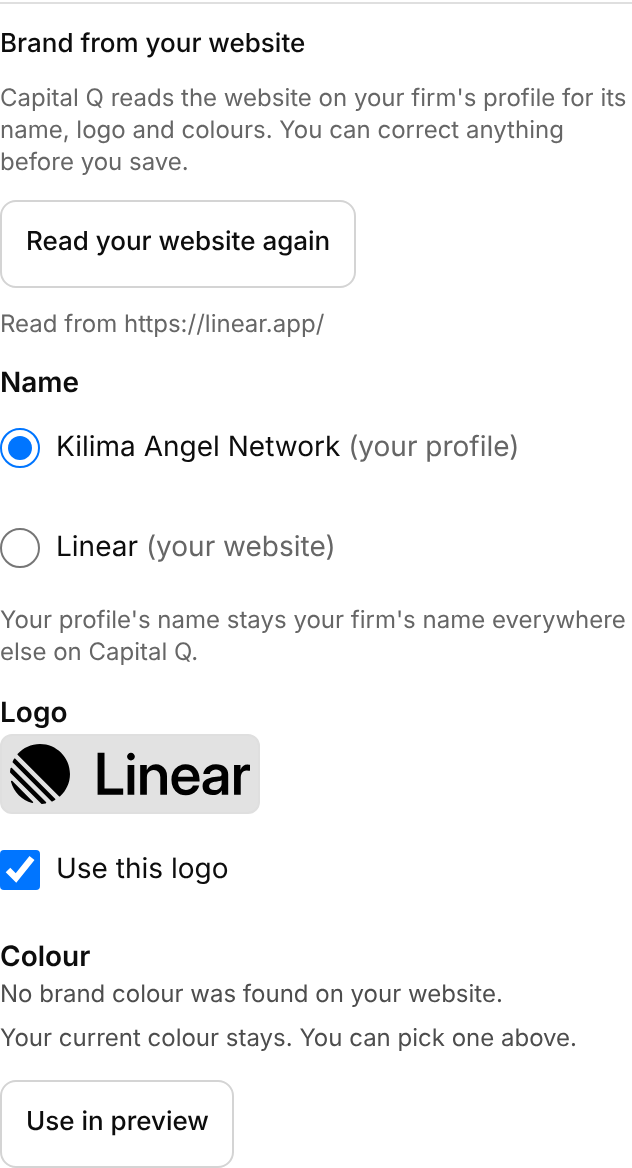 Brand from your website
Capital Q reads the website on your firm's profile for its
name, logo and colours. You can correct anything
before you save.
Read your website again
Read from https://linear.app/
Name
Kilima Angel Network (your profile)
Linear (your website)
Your profile's name stays your firm's name everywhere
else on Capital Q.
Logo
Linear
Use this logo
Colour
No brand colour was found on your website.
Your current colour stays. You can pick one above.
Use in preview